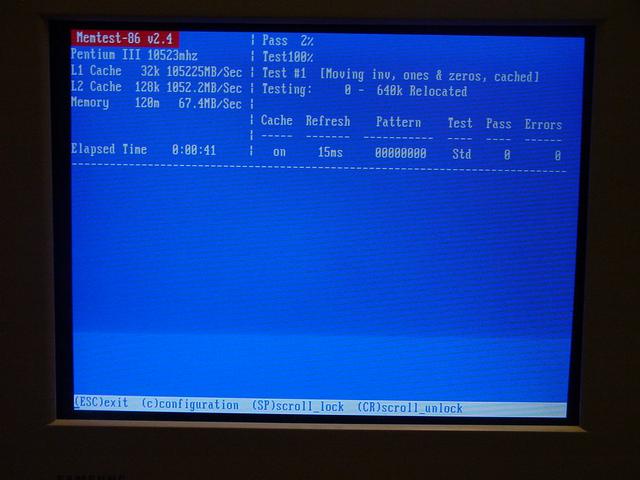 Memtest-86 v2.4 | Pass 2%
Pentium III 10523mhz | Test100%
L1 Cache 32k 105225MB/Sec | Test #1 [Moving inv, ones & zeros, cached]
L2 Cache 128k 1052.2MB/Sec | Testing: 0 - 640k Relocated
Memory 120m 67.4MB/Sec |
| Cache Refresh Pattern Test Pass Errors
| ----- ------- ----------- ---- ---- ------
Elapsed Time 0:00:41 | on 15ms 00000000 Std 0 0
(ESC)exit (c)configuration (SP)scroll_lock (CR)scroll_unlock